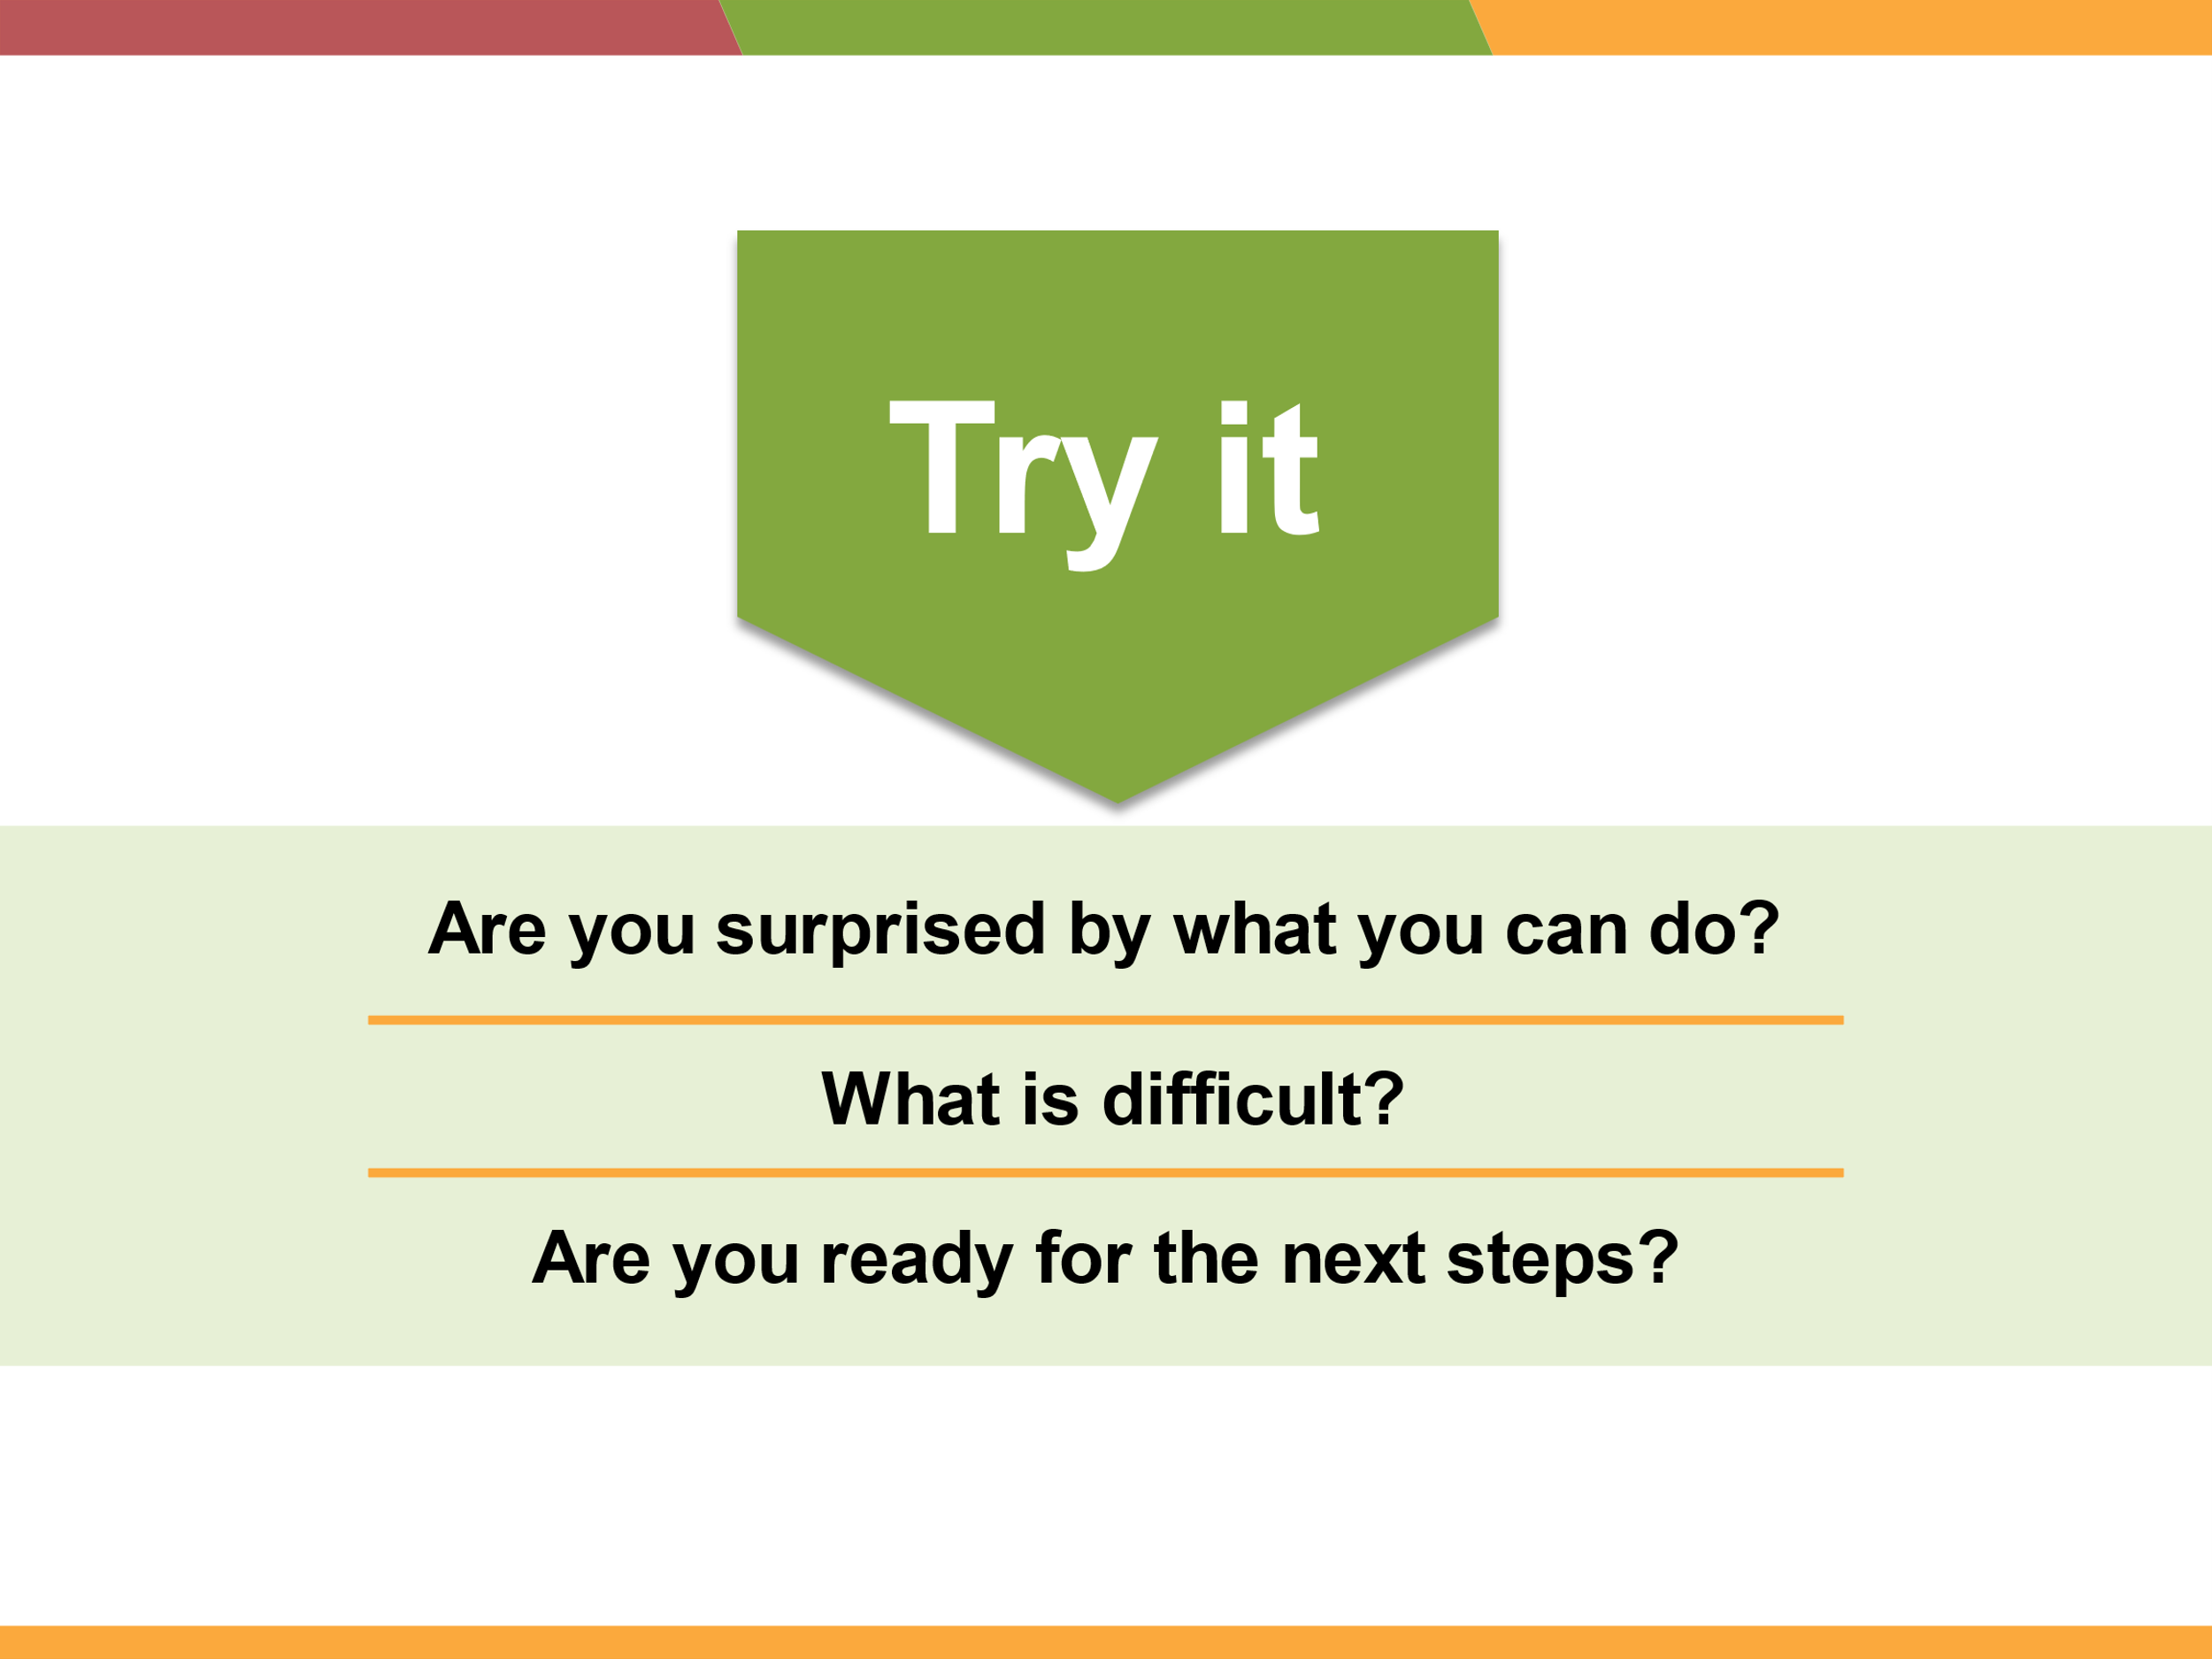 Try it
Are you surprised by what you can do?
What is difficult?
Are you ready for the next steps?